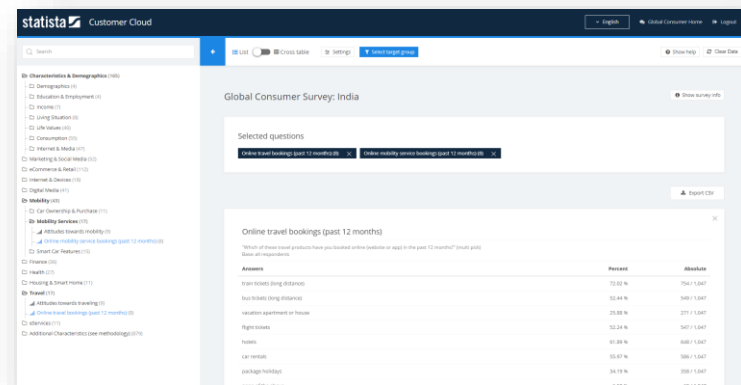 statista Customer Cloud
English Global Consumer Home Logout
Search
List Cross table Settings Select target group Show help Clear Data
Characteristics & Demographics (166)
Demographics (4)
Education & Employment (4)
Income (7)
Living Situation (8)
Life Values (40)
Consumption (55)
Internet & Media (47)
Marketing & Social Media (53)
eCommerce & Retail (112)
Internet & Devices (18)
Digital Media (41)
Mobility (43)
Car Ownership & Purchase (11)
Mobility Services (17)
Attitudes towards mobility (9)
Online mobility service bookings (past 12 months) (8)
Smart Car Features (15)
Finance (36)
Health (27)
Housing & Smart Home (11)
Travel (17)
Attitudes towards traveling (9)
Online travel bookings (past 12 months) (8)
eServices (11)
Additional Characteristics (see methodology) (679)
Global Consumer Survey: India
Show survey info
Selected questions
Online travel bookings (past 12 months) (8) × Online mobility service bookings (past 12 months) (8) ×
Export CSV
Online travel bookings (past 12 months)
"Which of these travel products have you booked online (website or app) in the past 12 months?" (multi pick)
Base: all respondents
Answers Percent Absolute
train tickets (long distance) 72.02 % 754 / 1,047
bus tickets (long distance) 52.44 % 549 / 1,047
vacation apartment or house 25.88 % 271 / 1,047
flight tickets 52.24 % 547 / 1,047
hotels 61.89 % 648 / 1,047
car rentals 55.97 % 586 / 1,047
package holidays 34.19 % 358 / 1,047